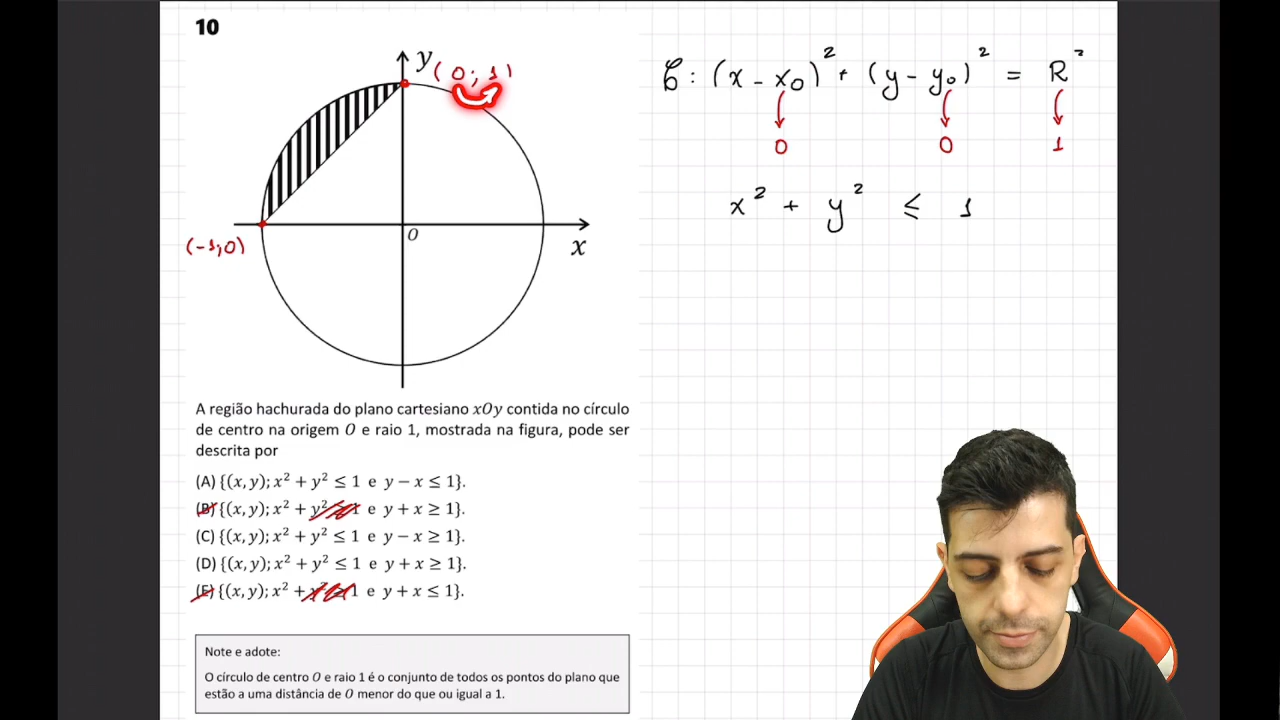 10
y
(0; 1)
O
x
(-1;0)
A região hachurada do plano cartesiano xOy contida no círculo
de centro na origem O e raio 1, mostrada na figura, pode ser
descrita por
(A) {(x, y); x² + y² ≤ 1 e y − x ≤ 1}.
(B) {(x, y); x² + y² ≥ 1 e y + x ≥ 1}.
(C) {(x, y); x² + y² ≤ 1 e y − x ≥ 1}.
(D) {(x, y); x² + y² ≤ 1 e y + x ≥ 1}.
(E) {(x, y); x² + y² ≥ 1 e y + x ≤ 1}.
Note e adote:
O círculo de centro O e raio 1 é o conjunto de todos os pontos do plano que
estão a uma distância de O menor do que ou igual a 1.
C: (x - x₀)² + (y - y₀)² = R²
0 0 1
x² + y² ≤ 1